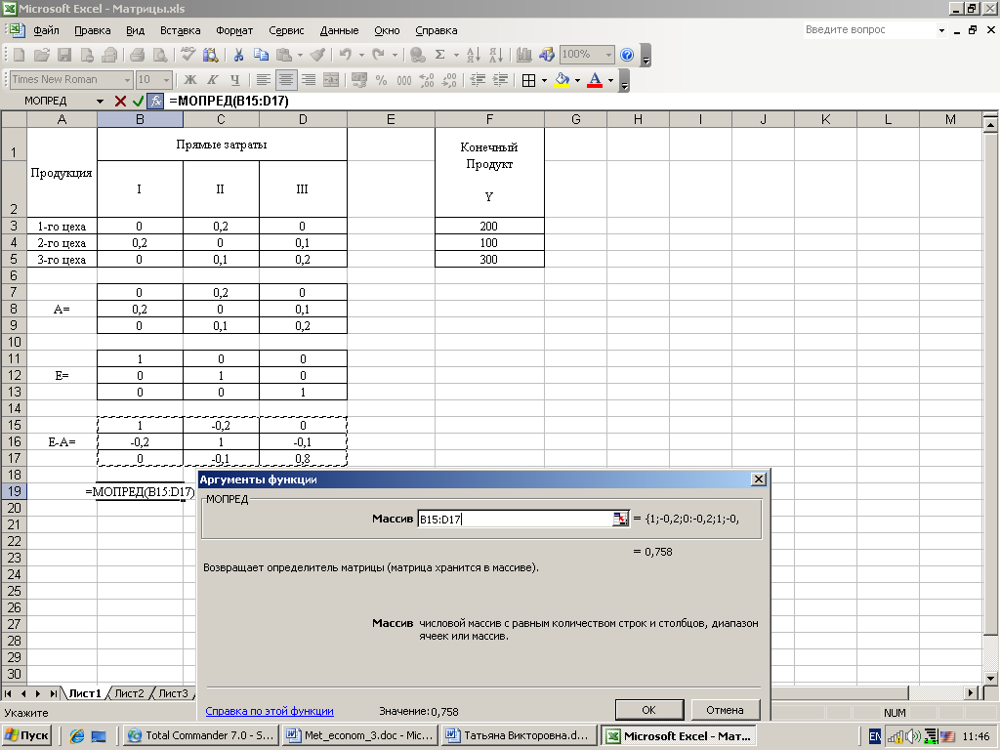 Microsoft Excel - Матрицы.xls
Файл Правка Вид Вставка Формат Сервис Данные Окно Справка Введите вопрос
100%
Times New Roman 10 Ж К Ч
МОПРЕД =МОПРЕД(B15:D17)
A B C D E F G H I J K L M
1 Продукция Прямые затраты Конечный Продукт
2 I II III Y
3 1-го цеха 0 0,2 0 200
4 2-го цеха 0,2 0 0,1 100
5 3-го цеха 0 0,1 0,2 300
6
7 0 0,2 0
8 A= 0,2 0 0,1
9 0 0,1 0,2
10
11 1 0 0
12 E= 0 1 0
13 0 0 1
14
15 1 -0,2 0
16 E-A= -0,2 1 -0,1
17 0 -0,1 0,8
18
19 =МОПРЕД(B15:D17)
20
21
22
23
24
25
26
27
28
29
30
Аргументы функции
МОПРЕД
Массив B15:D17 = {1;-0,2;0:-0,2;1;-0,
= 0,758
Возвращает определитель матрицы (матрица хранится в массиве).
Массив числовой массив с равным количеством строк и столбцов, диапазон
ячеек или массив.
Справка по этой функции Значение:0,758 OK Отмена
Лист1 Лист2 Лист3
Укажите NUM
Пуск Total Commander 7.0 - S... Met_econom_3.doc - Mic... Татьяна Викторовна.d... Microsoft Excel - Мат... EN 11:46